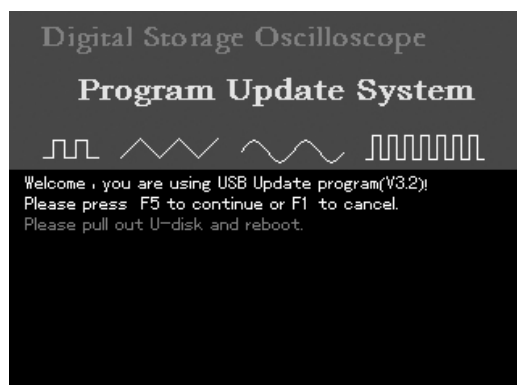 Digital Storage Oscilloscope
Program Update System
Welcome , you are using USB Update program(V3.2)!
Please press F5 to continue or F1 to cancel.
Please pull out U-disk and reboot.